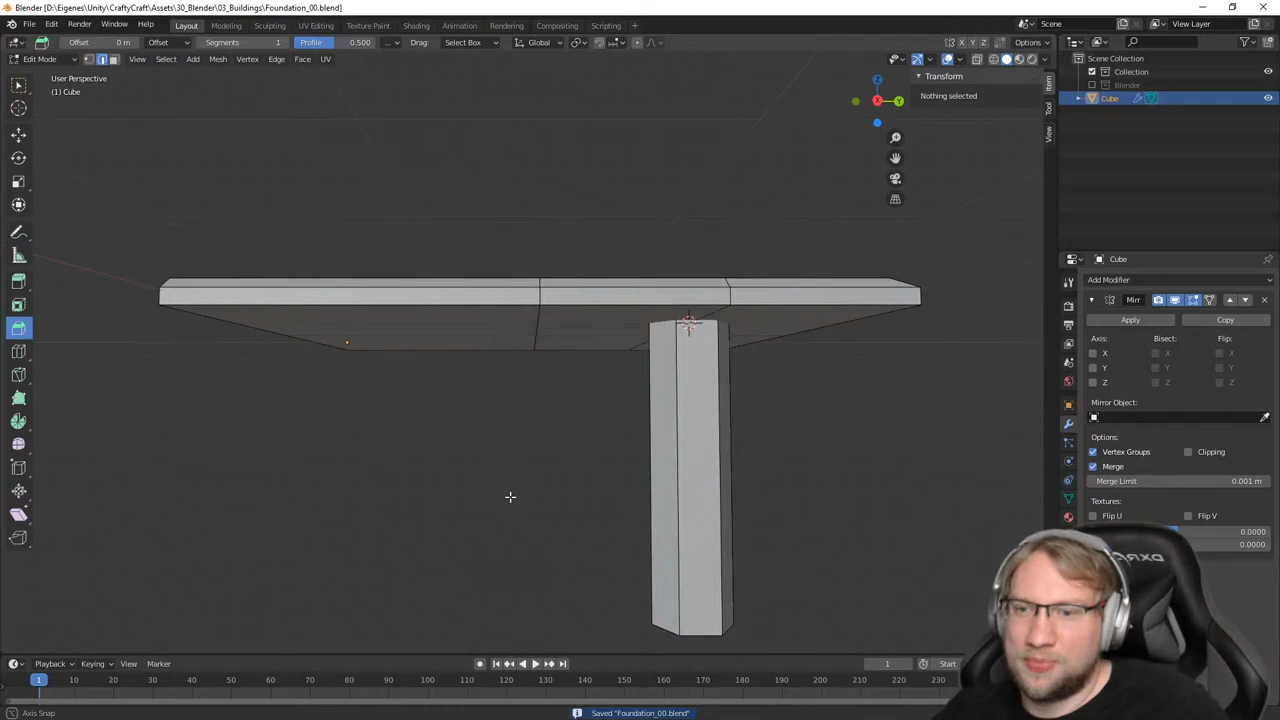 Blender [D:\Eigenes\Unity\CraftyCraft\Assets\30_Blender\03_Buildings\Foundation_00.blend]
File Edit Render Window Help Layout Modeling Sculpting UV Editing Texture Paint Shading Animation Rendering Compositing Scripting Scene View Layer
Offset 0 m Offset Segments 1 Profile 0.500 ... Drag: Select Box Global X Y Z Options
Edit Mode View Select Add Mesh Vertex Edge Face UV
User Perspective
(1) Cube
Transform
Nothing selected
Item
Tool
View
Z
X
Y
Scene Collection
Collection
Blender
Cube
Cube
Add Modifier
Mirr
Apply Copy
Axis: Bisect: Flip:
X X X
Y Y Y
Z Z Z
Mirror Object:
Options:
Vertex Groups Clipping
Merge
Merge Limit 0.001 m
Textures:
Flip U Flip V
0.0000
0.0000
DXR
Playback Keying View Marker 1 Start
1 10 20 30 40 50 60 70 80 90 100 110 120 130 140 150 160 170 180 190 200 210 220 230
Axis Snap Saved "Foundation_00.blend"